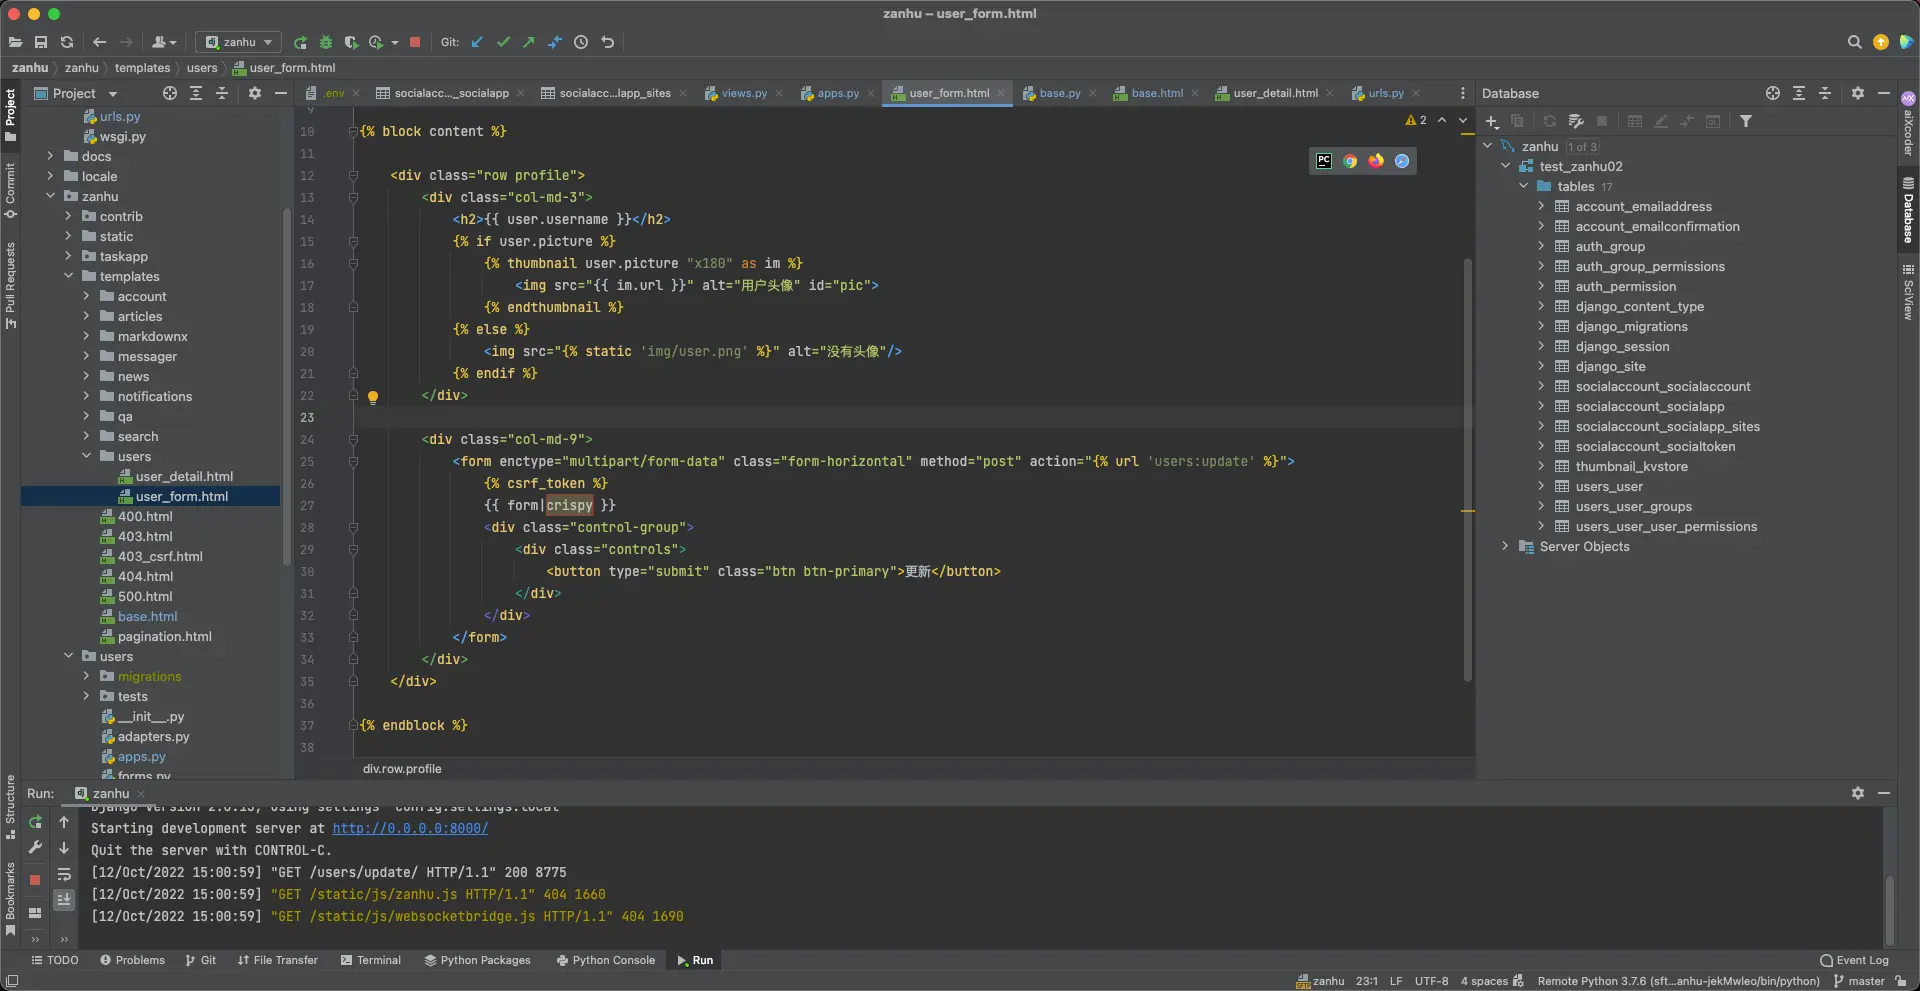 zanhu – user_form.html
zanhu
Git:
zanhu
zanhu
templates
users
user_form.html
Project
.env
socialacc..._socialapp
socialacc...lapp_sites
views.py
apps.py
user_form.html
base.py
base.html
user_detail.html
urls.py
Database
Project
Commit
Pull Requests
Structure
Bookmarks
urls.py
wsgi.py
docs
locale
zanhu
contrib
static
taskapp
templates
account
articles
markdownx
messager
news
notifications
qa
search
users
user_detail.html
user_form.html
400.html
403.html
403_csrf.html
404.html
500.html
base.html
pagination.html
users
migrations
tests
__init__.py
adapters.py
apps.py
forms.py
2
9
10 {% block content %}
11
12 <div class="row profile">
13 <div class="col-md-3">
14 <h2>{{ user.username }}</h2>
15 {% if user.picture %}
16 {% thumbnail user.picture "x180" as im %}
17 <img src="{{ im.url }}" alt="用户头像" id="pic">
18 {% endthumbnail %}
19 {% else %}
20 <img src="{% static 'img/user.png' %}" alt="没有头像"/>
21 {% endif %}
22 </div>
23
24 <div class="col-md-9">
25 <form enctype="multipart/form-data" class="form-horizontal" method="post" action="{% url 'users:update' %}">
26 {% csrf_token %}
27 {{ form|crispy }}
28 <div class="control-group">
29 <div class="controls">
30 <button type="submit" class="btn btn-primary">更新</button>
31 </div>
32 </div>
33 </form>
34 </div>
35 </div>
36
37 {% endblock %}
38
div.row.profile
PC
zanhu 1 of 3
test_zanhu02
tables 17
account_emailaddress
account_emailconfirmation
auth_group
auth_group_permissions
auth_permission
django_content_type
django_migrations
django_session
django_site
socialaccount_socialaccount
socialaccount_socialapp
socialaccount_socialapp_sites
socialaccount_socialtoken
thumbnail_kvstore
users_user
users_user_groups
users_user_user_permissions
Server Objects
aiXcoder
Database
SciView
Run:
zanhu
Django version 2.0.13, using settings 'config.settings.local'
Starting development server at http://0.0.0.0:8000/
Quit the server with CONTROL-C.
[12/Oct/2022 15:00:59] "GET /users/update/ HTTP/1.1" 200 8775
[12/Oct/2022 15:00:59] "GET /static/js/zanhu.js HTTP/1.1" 404 1660
[12/Oct/2022 15:00:59] "GET /static/js/websocketbridge.js HTTP/1.1" 404 1690
TODO
Problems
Git
File Transfer
Terminal
Python Packages
Python Console
Run
Event Log
zanhu
23:1
LF
UTF-8
4 spaces
Remote Python 3.7.6 (sft...anhu-jekMwleo/bin/python)
master